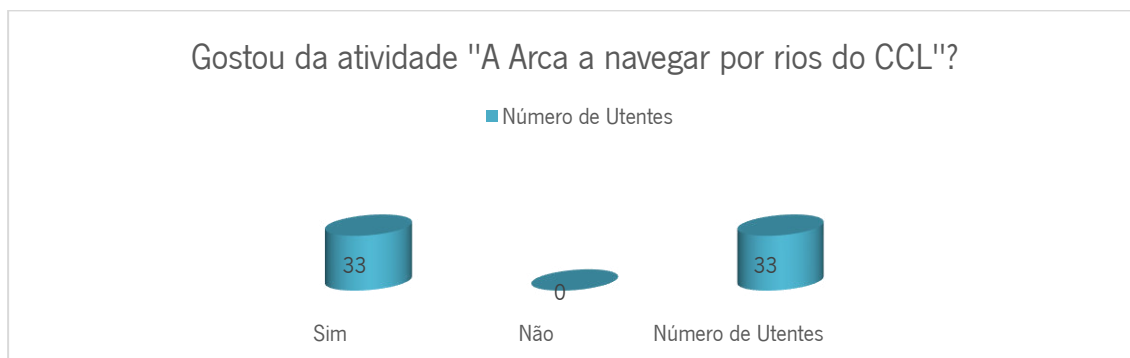 Gostou da atividade "A Arca a navegar por rios do CCL"?
Número de Utentes
33
0
33
Sim
Não
Número de Utentes